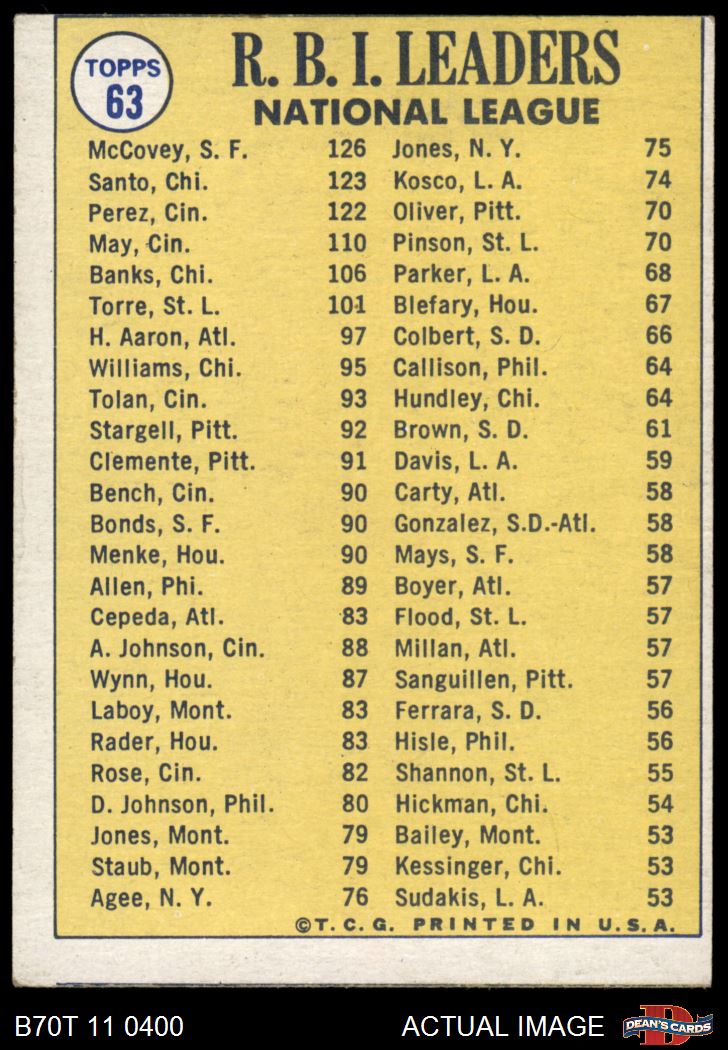 TOPPS
63
R. B. I. LEADERS
NATIONAL LEAGUE
McCovey, S. F. 126 Jones, N. Y. 75
Santo, Chi. 123 Kosco, L. A. 74
Perez, Cin. 122 Oliver, Pitt. 70
May, Cin. 110 Pinson, St. L. 70
Banks, Chi. 106 Parker, L. A. 68
Torre, St. L. 101 Blefary, Hou. 67
H. Aaron, Atl. 97 Colbert, S. D. 66
Williams, Chi. 95 Callison, Phil. 64
Tolan, Cin. 93 Hundley, Chi. 64
Stargell, Pitt. 92 Brown, S. D. 61
Clemente, Pitt. 91 Davis, L. A. 59
Bench, Cin. 90 Carty, Atl. 58
Bonds, S. F. 90 Gonzalez, S.D.-Atl. 58
Menke, Hou. 90 Mays, S. F. 58
Allen, Phi. 89 Boyer, Atl. 57
Cepeda, Atl. 83 Flood, St. L. 57
A. Johnson, Cin. 88 Millan, Atl. 57
Wynn, Hou. 87 Sanguillen, Pitt. 57
Laboy, Mont. 83 Ferrara, S. D. 56
Rader, Hou. 83 Hisle, Phil. 56
Rose, Cin. 82 Shannon, St. L. 55
D. Johnson, Phil. 80 Hickman, Chi. 54
Jones, Mont. 79 Bailey, Mont. 53
Staub, Mont. 79 Kessinger, Chi. 53
Agee, N. Y. 76 Sudakis, L. A. 53
©T. C. G. PRINTED IN U. S. A.
B70T 11 0400 ACTUAL IMAGE DEAN'S CARDS